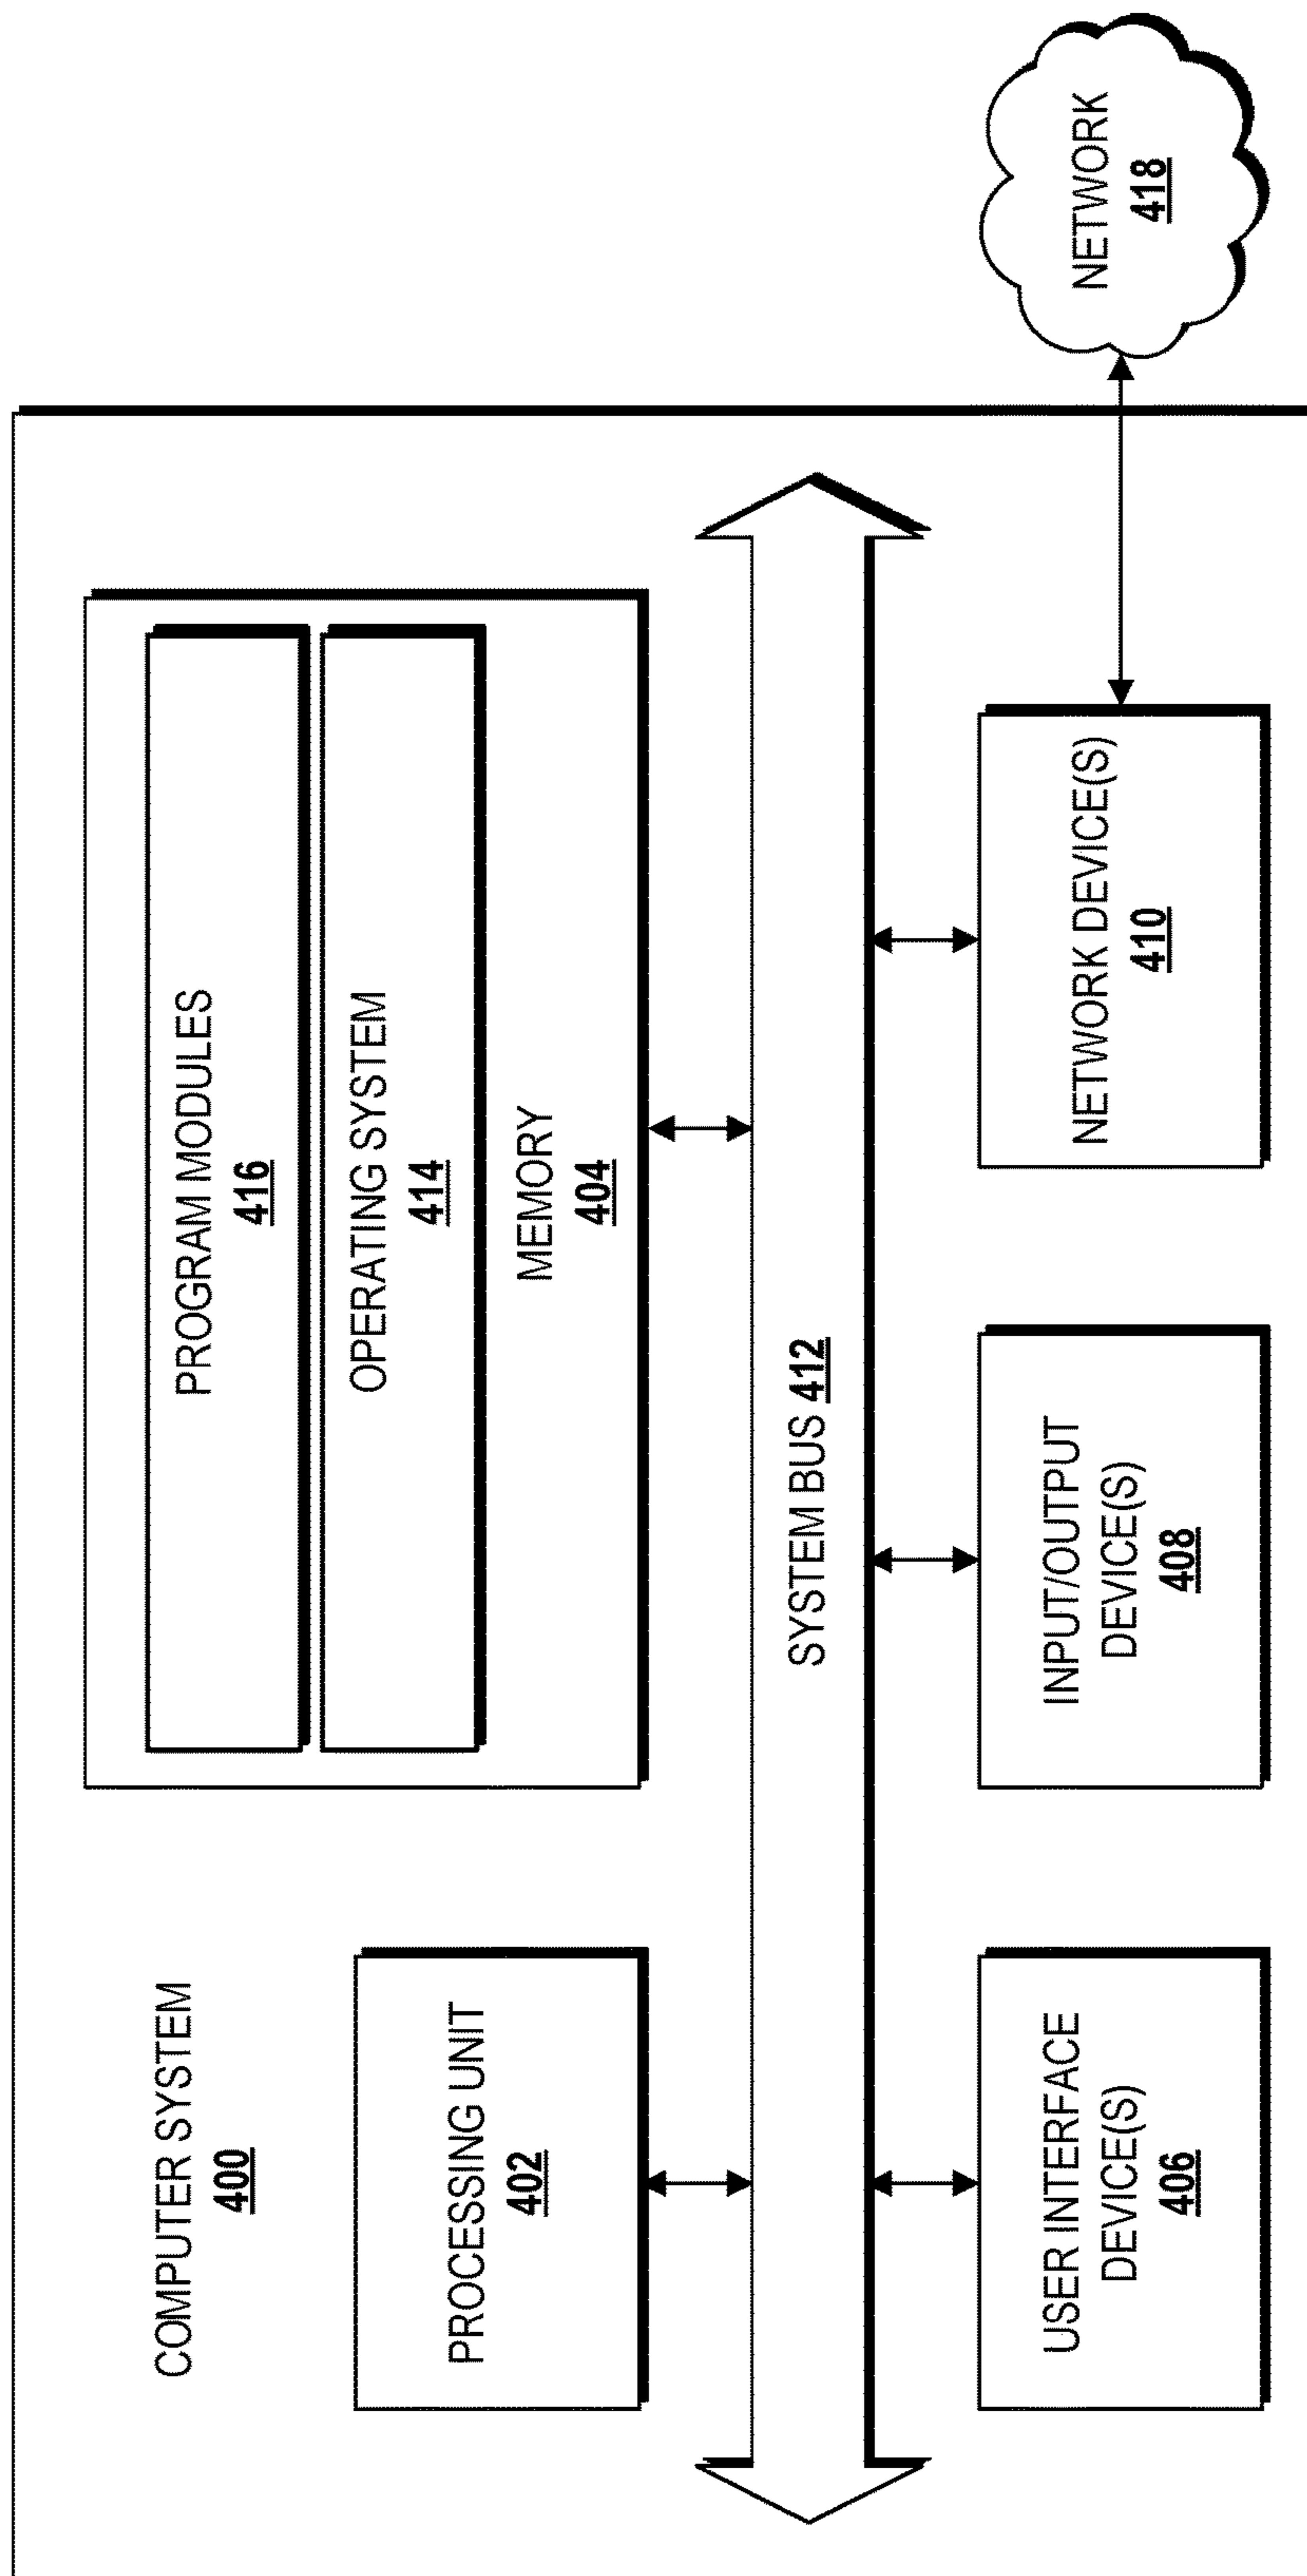 COMPUTER SYSTEM
400
PROCESSING UNIT
402
PROGRAM MODULES
416
OPERATING SYSTEM
414
MEMORY
404
SYSTEM BUS 412
USER INTERFACE
DEVICE(S)
406
INPUT/OUTPUT
DEVICE(S)
408
NETWORK DEVICE(S)
410
NETWORK
418